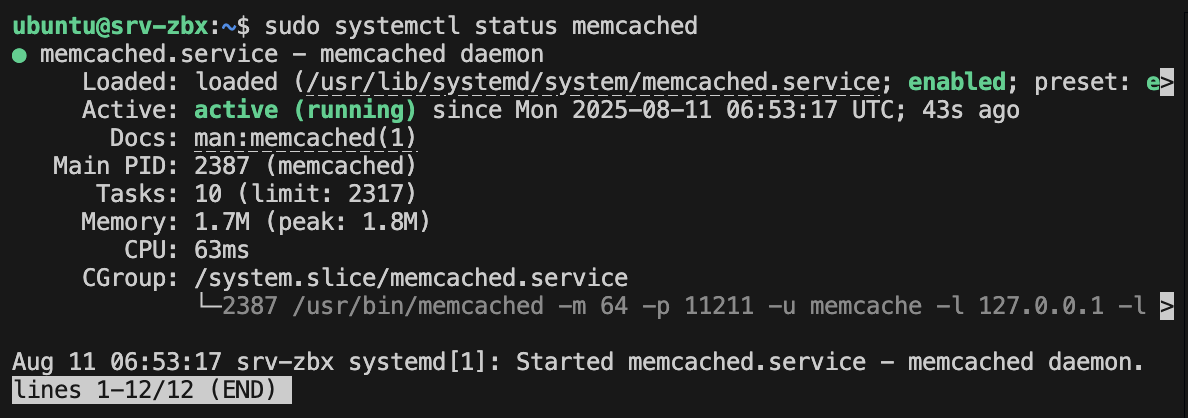 ubuntu@srv-zbx:~$ sudo systemctl status memcached
● memcached.service - memcached daemon
     Loaded: loaded (/usr/lib/systemd/system/memcached.service; enabled; preset: e>
     Active: active (running) since Mon 2025-08-11 06:53:17 UTC; 43s ago
       Docs: man:memcached(1)
   Main PID: 2387 (memcached)
      Tasks: 10 (limit: 2317)
     Memory: 1.7M (peak: 1.8M)
        CPU: 63ms
     CGroup: /system.slice/memcached.service
             └─2387 /usr/bin/memcached -m 64 -p 11211 -u memcache -l 127.0.0.1 -l >
Aug 11 06:53:17 srv-zbx systemd[1]: Started memcached.service - memcached daemon.
lines 1-12/12 (END)